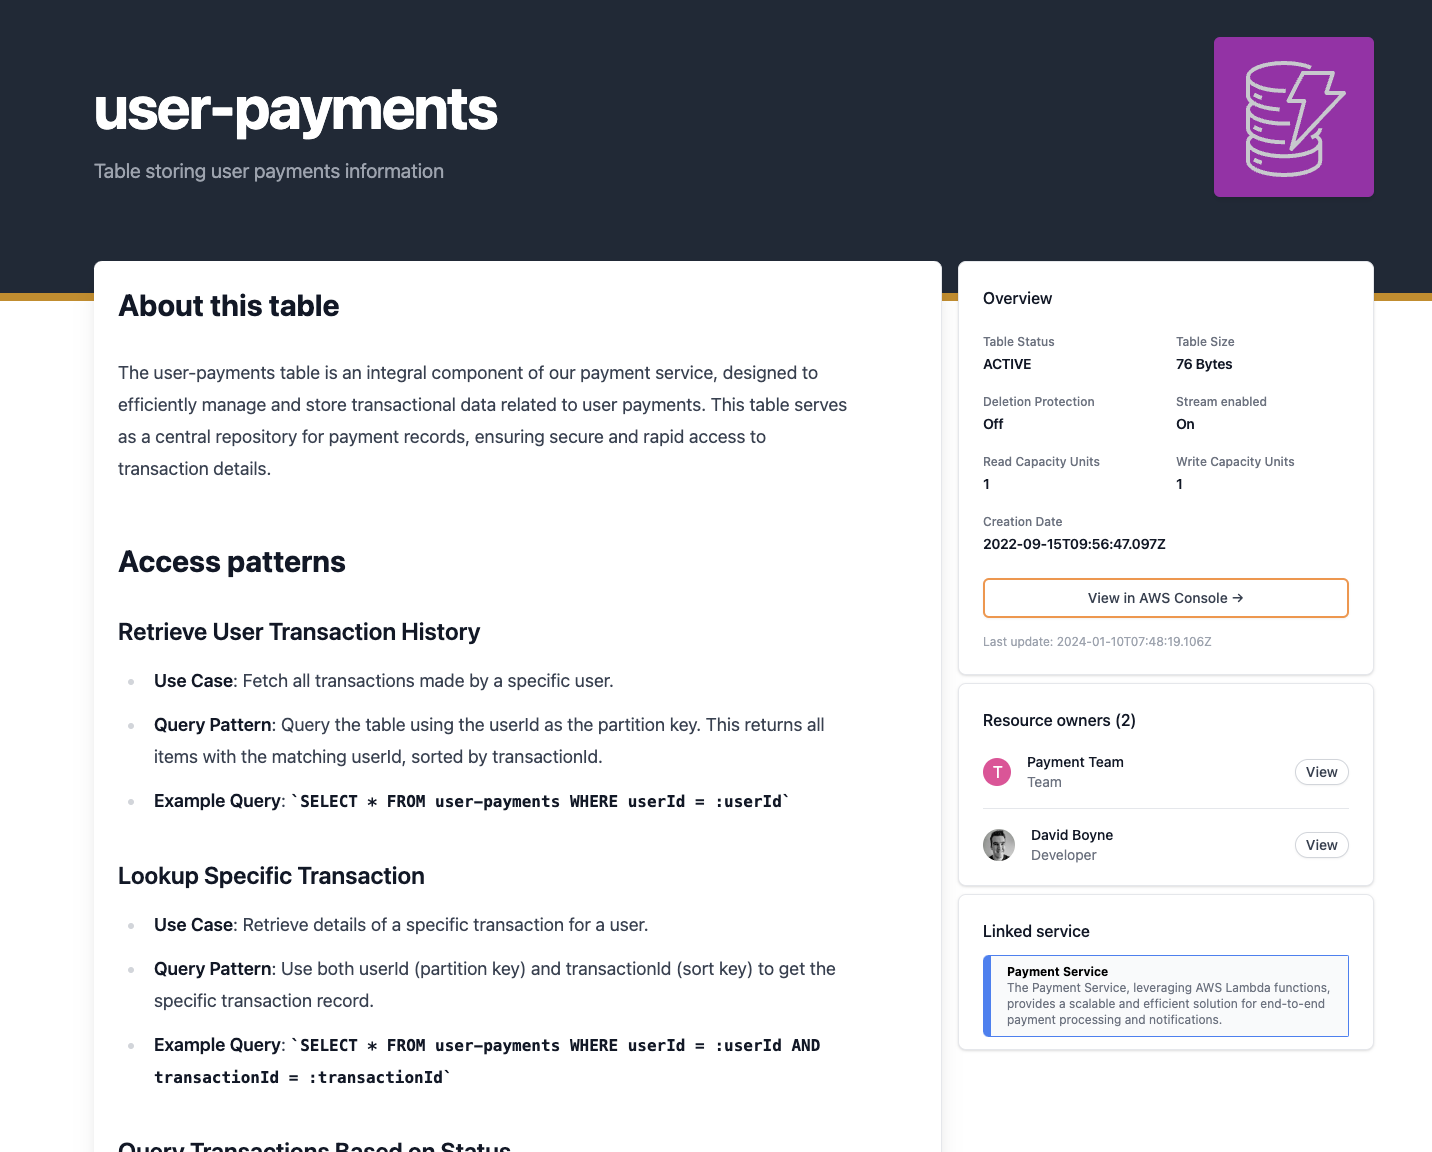 user-payments
Table storing user payments information
About this table
The user-payments table is an integral component of our payment service, designed to
efficiently manage and store transactional data related to user payments. This table serves
as a central repository for payment records, ensuring secure and rapid access to
transaction details.
Access patterns
Retrieve User Transaction History
Use Case: Fetch all transactions made by a specific user.
Query Pattern: Query the table using the userId as the partition key. This returns all
items with the matching userId, sorted by transactionId.
Example Query: `SELECT * FROM user-payments WHERE userId = :userId`
Lookup Specific Transaction
Use Case: Retrieve details of a specific transaction for a user.
Query Pattern: Use both userId (partition key) and transactionId (sort key) to get the
specific transaction record.
Example Query: `SELECT * FROM user-payments WHERE userId = :userId AND
transactionId = :transactionId`
Query Transactions Based on Status
Overview
Table Status
ACTIVE
Table Size
76 Bytes
Deletion Protection
Off
Stream enabled
On
Read Capacity Units
1
Write Capacity Units
1
Creation Date
2022-09-15T09:56:47.097Z
View in AWS Console →
Last update: 2024-01-10T07:48:19.106Z
Resource owners (2)
T
Payment Team
Team
View
David Boyne
Developer
View
Linked service
Payment Service
The Payment Service, leveraging AWS Lambda functions,
provides a scalable and efficient solution for end-to-end
payment processing and notifications.